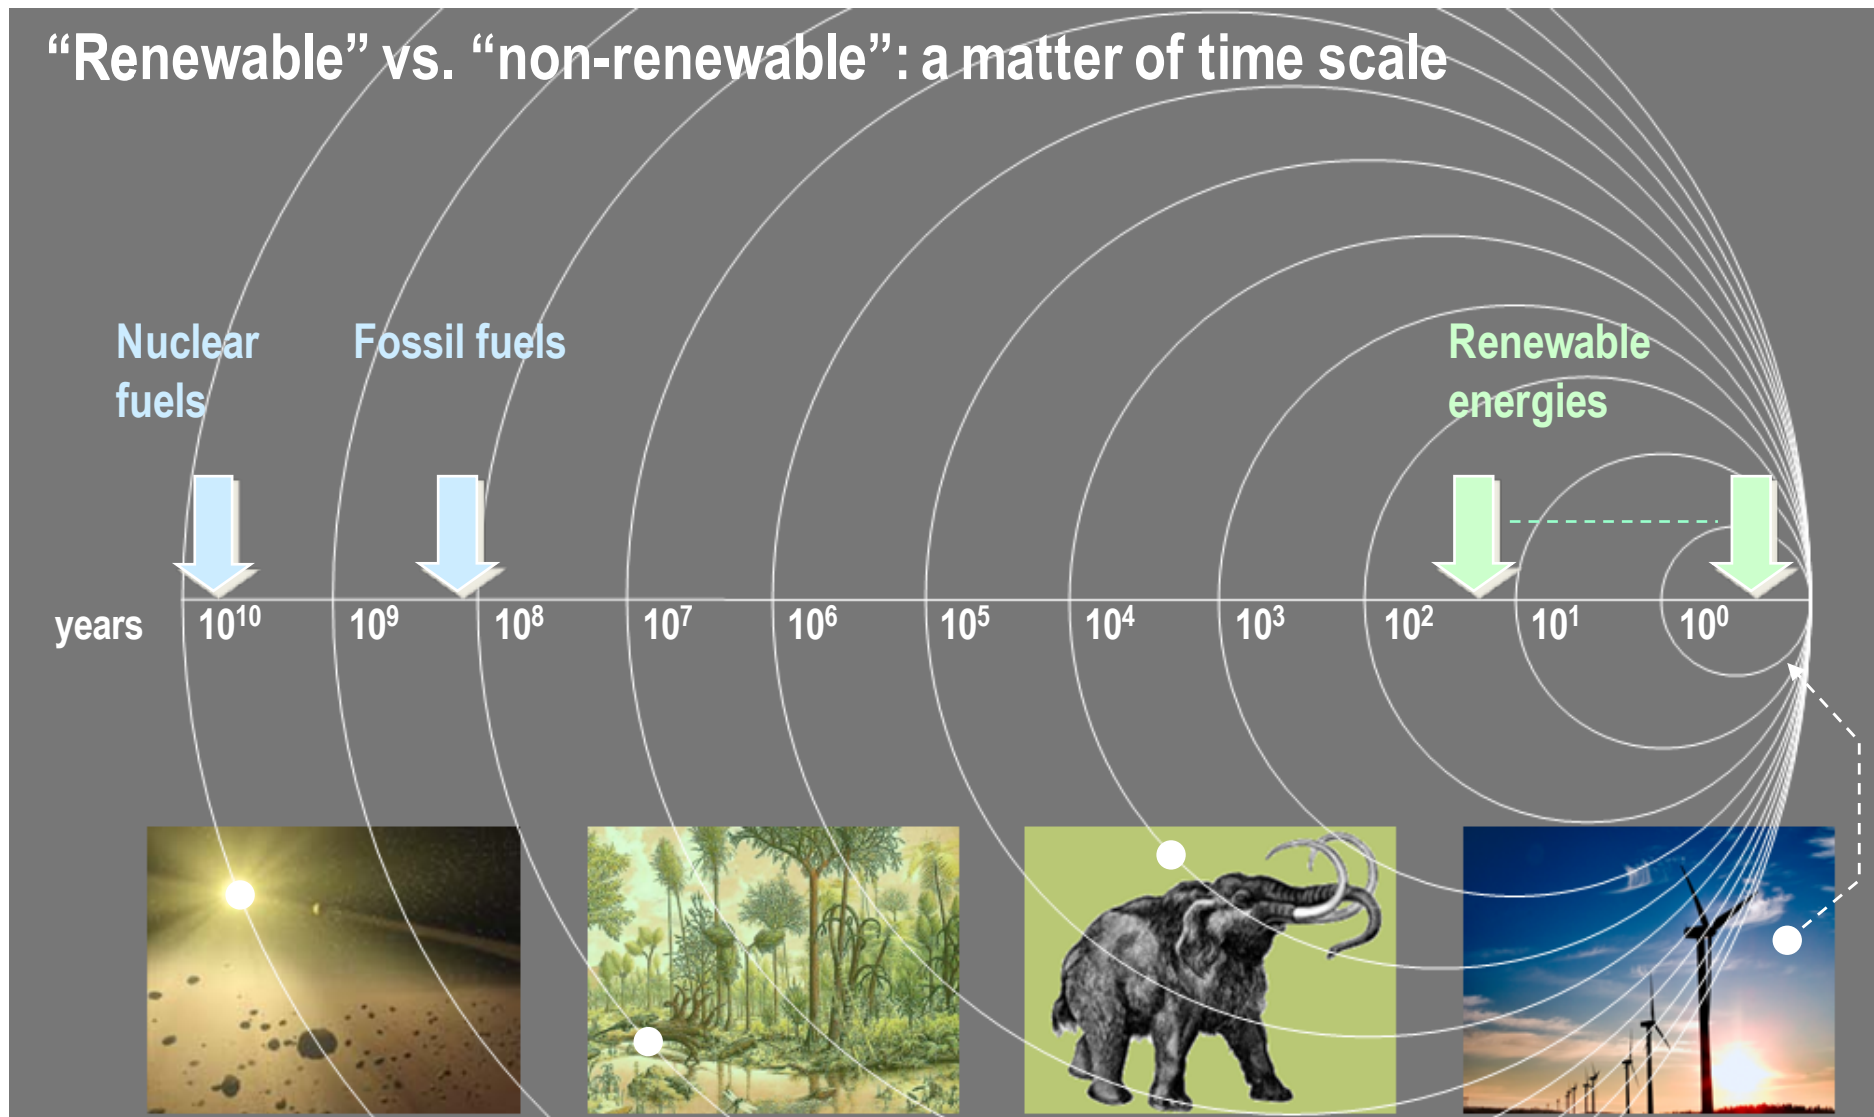 “Renewable” vs. “non-renewable”: a matter of time scale
Nuclear
fuels
Fossil fuels
Renewable
energies
years 10¹⁰ 10⁹ 10⁸ 10⁷ 10⁶ 10⁵ 10⁴ 10³ 10² 10¹ 10⁰